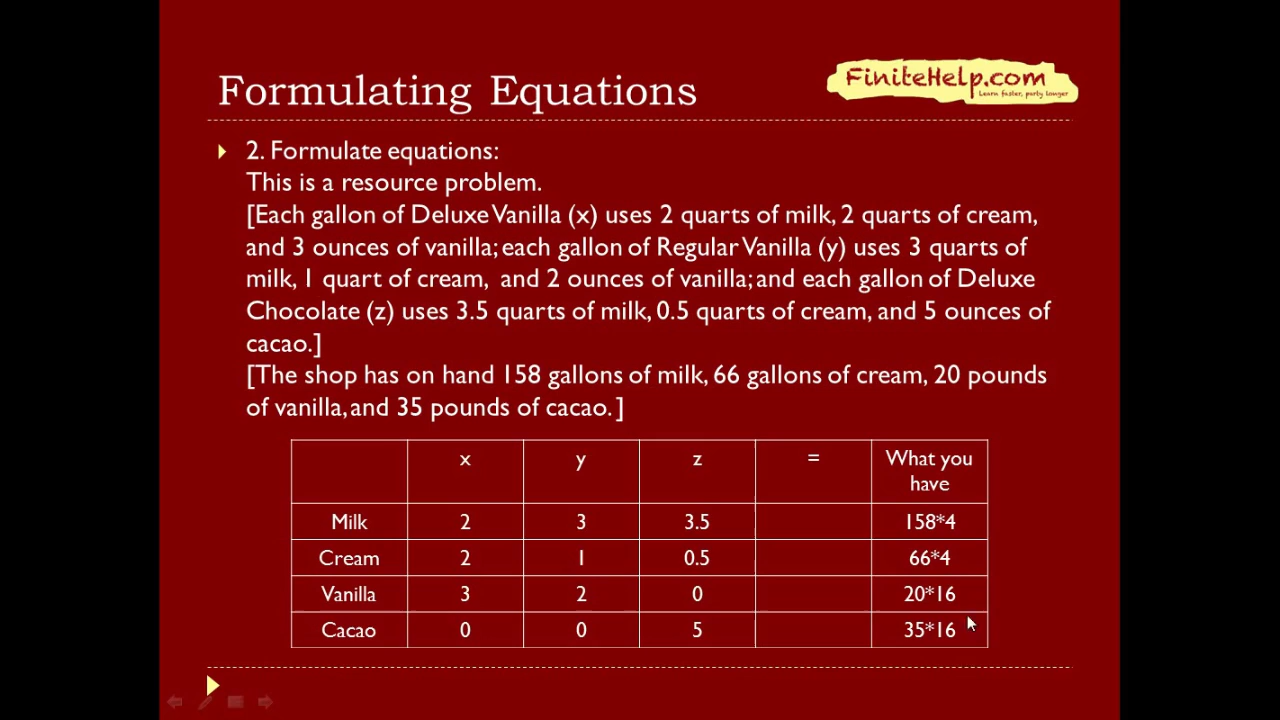 Formulating Equations
FiniteHelp.com
Learn faster, party longer
2. Formulate equations:
This is a resource problem.
[Each gallon of Deluxe Vanilla (x) uses 2 quarts of milk, 2 quarts of cream,
and 3 ounces of vanilla; each gallon of Regular Vanilla (y) uses 3 quarts of
milk, 1 quart of cream, and 2 ounces of vanilla; and each gallon of Deluxe
Chocolate (z) uses 3.5 quarts of milk, 0.5 quarts of cream, and 5 ounces of
cacao.]
[The shop has on hand 158 gallons of milk, 66 gallons of cream, 20 pounds
of vanilla, and 35 pounds of cacao. ]
x y z = What you
have
Milk 2 3 3.5 158*4
Cream 2 1 0.5 66*4
Vanilla 3 2 0 20*16
Cacao 0 0 5 35*16